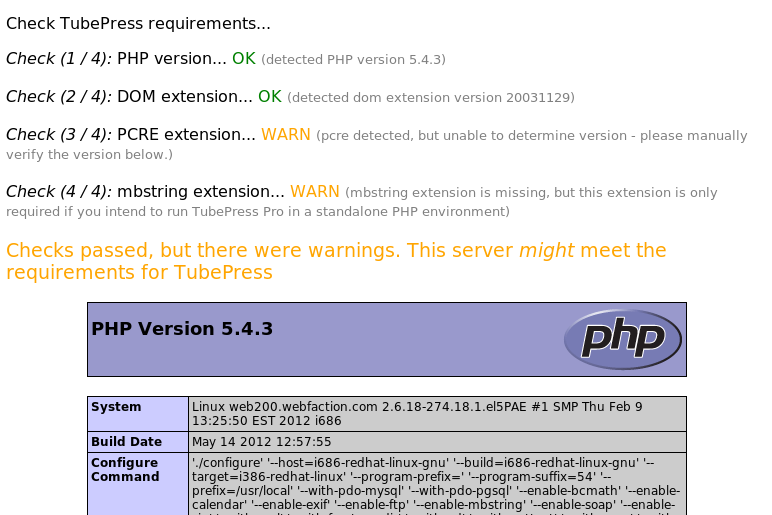 Check TubePress requirements...
Check (1 / 4): PHP version... OK (detected PHP version 5.4.3)
Check (2 / 4): DOM extension... OK (detected dom extension version 20031129)
Check (3 / 4): PCRE extension... WARN (pcre detected, but unable to determine version - please manually
verify the version below.)
Check (4 / 4): mbstring extension... WARN (mbstring extension is missing, but this extension is only
required if you intend to run TubePress Pro in a standalone PHP environment)
Checks passed, but there were warnings. This server might meet the
requirements for TubePress
PHP Version 5.4.3
php
System
Linux web200.webfaction.com 2.6.18-274.18.1.el5PAE #1 SMP Thu Feb 9
13:25:50 EST 2012 i686
Build Date
May 14 2012 12:57:55
Configure
Command
'./configure' '--host=i686-redhat-linux-gnu' '--build=i686-redhat-linux-gnu' '--
target=i386-redhat-linux' '--program-prefix=' '--program-suffix=54' '--
prefix=/usr/local' '--with-pdo-mysql' '--with-pdo-pgsql' '--enable-bcmath' '--enable-
calendar' '--enable-exif' '--enable-ftp' '--enable-mbstring' '--enable-soap' '--enable-